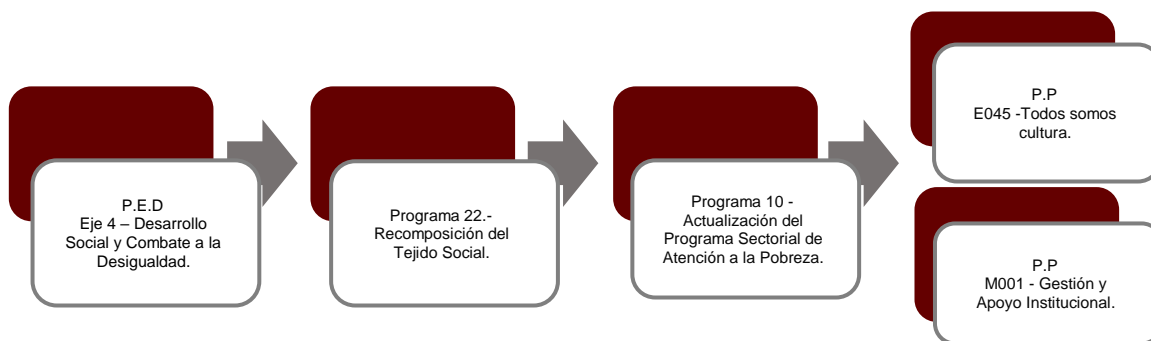 P.E.D
Eje 4 – Desarrollo
Social y Combate a la
Desigualdad.
Programa 22.-
Recomposición del
Tejido Social.
Programa 10 -
Actualización del
Programa Sectorial de
Atención a la Pobreza.
P.P
E045 -Todos somos
cultura.
P.P
M001 - Gestión y
Apoyo Institucional.